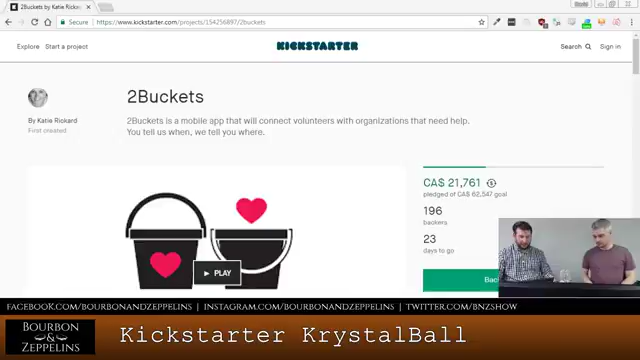 2Buckets by Katie Rickar
https://www.kickstarter.com/projects/154256897/2buckets
Explore Start a project
KICKSTARTER
Search Sign in
2Buckets
By Katie Rickard
First created
2Buckets is a mobile app that will connect volunteers with organizations that need help.
You tell us when, we tell you where.
PLAY
CA$ 21,761
pledged of CA$ 62,547 goal
196
backers
23
days to go
Back
FACEBOOK.COM/BOURBONANDZEPPELINS | INSTAGRAM.COM/BOURBONANDZEPPELINS | TWITTER.COM/BNZSHOW
BOURBON
&
ZEPPELINS
Kickstarter KrystalBall